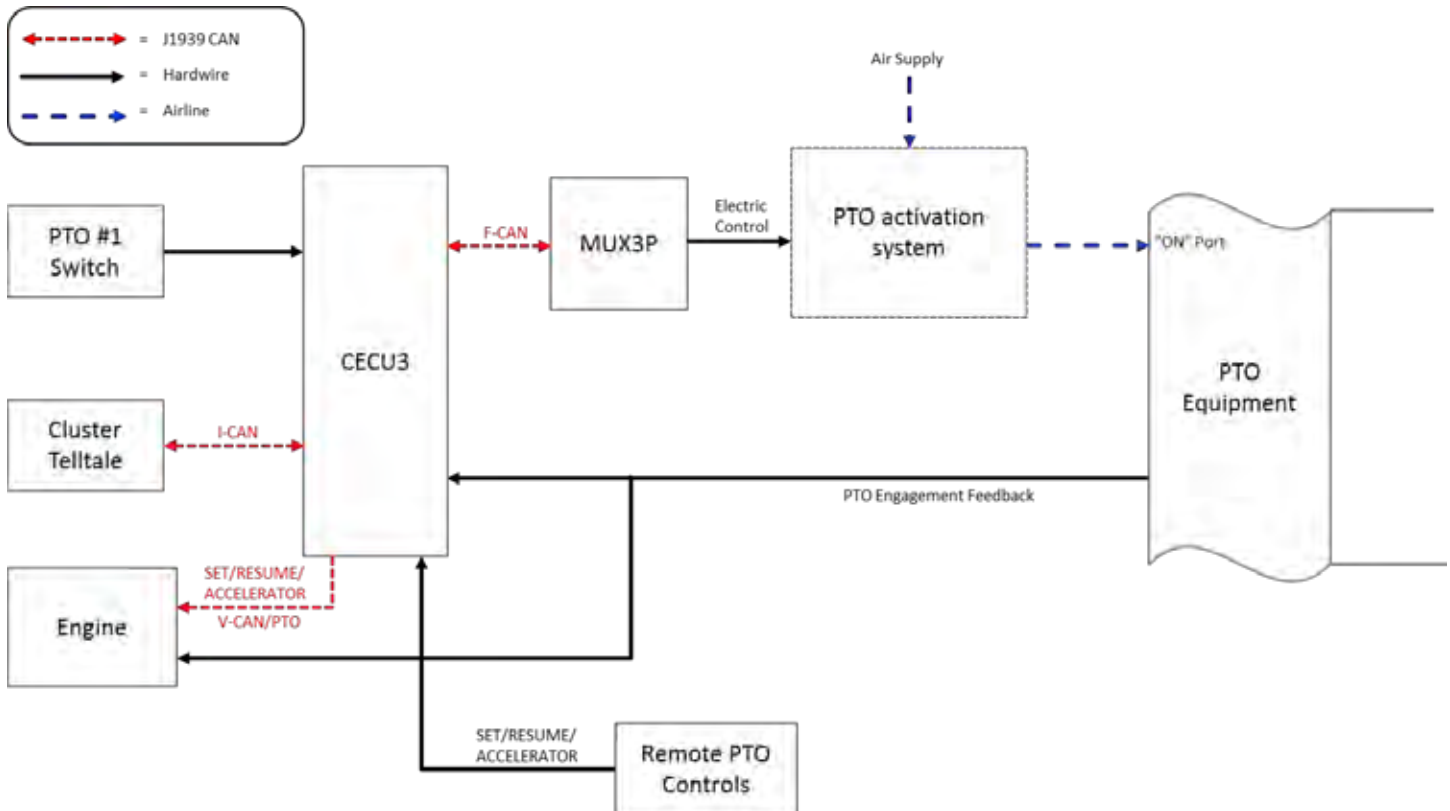 = J1939 CAN
= Hardwire
= Airline
Air Supply
PTO #1
Switch
F-CAN
MUX3P
Electric
Control
PTO activation
system
"ON" Port
CECU3
PTO
Equipment
Cluster
Telltale
I-CAN
PTO Engagement Feedback
SET/RESUME/
ACCELERATOR
V-CAN/PTO
Engine
SET/RESUME/
ACCELERATOR
Remote PTO
Controls